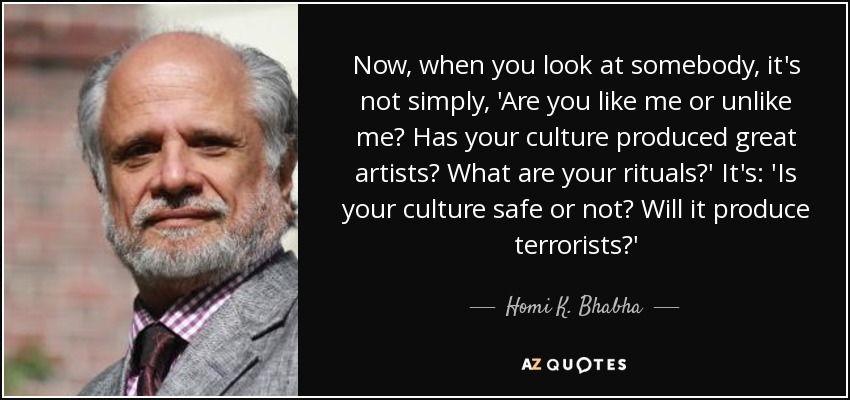 Now, when you look at somebody, it's
not simply, 'Are you like me or unlike
me? Has your culture produced great
artists? What are your rituals?' It's: 'Is
your culture safe or not? Will it produce
terrorists?'
Homi K. Bhabha
AZ QUOTES